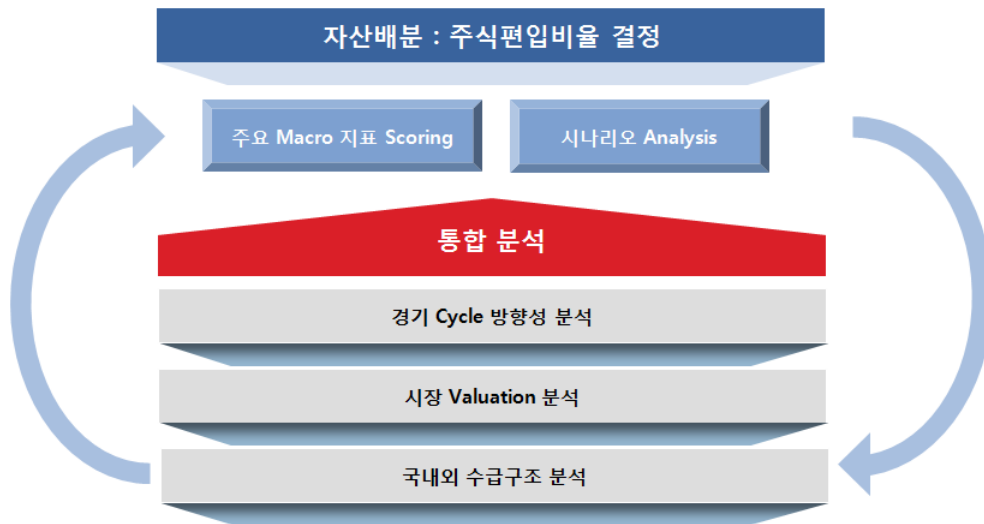 자산배분 : 주식편입비율 결정
주요 Macro 지표 Scoring
시나리오 Analysis
통합 분석
경기 Cycle 방향성 분석
시장 Valuation 분석
국내외 수급구조 분석